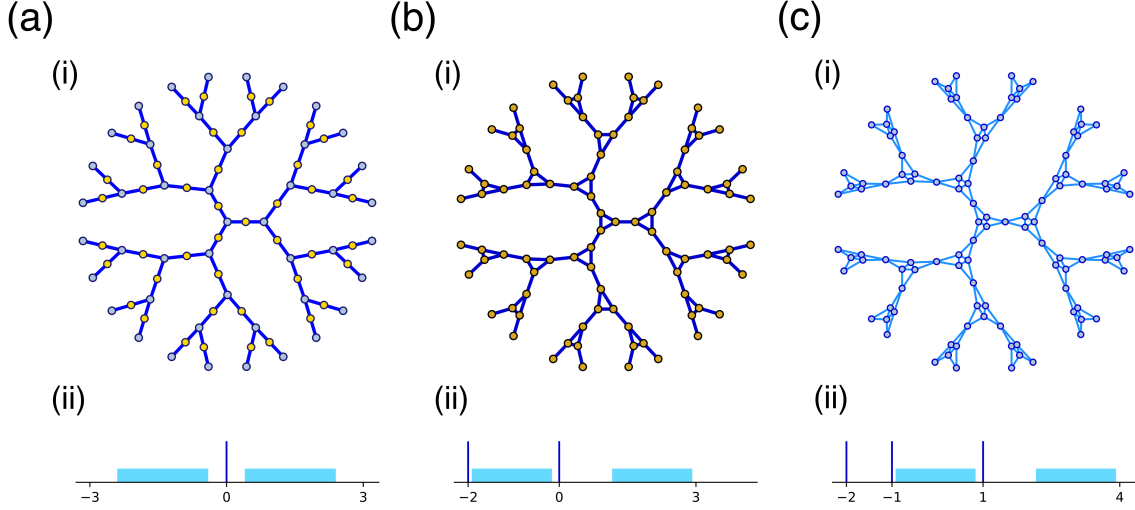 (a) (b) (c)
(i) (i) (i)
(ii) (ii) (ii)
−3 0 3 −2 0 3 −2 −1 1 4